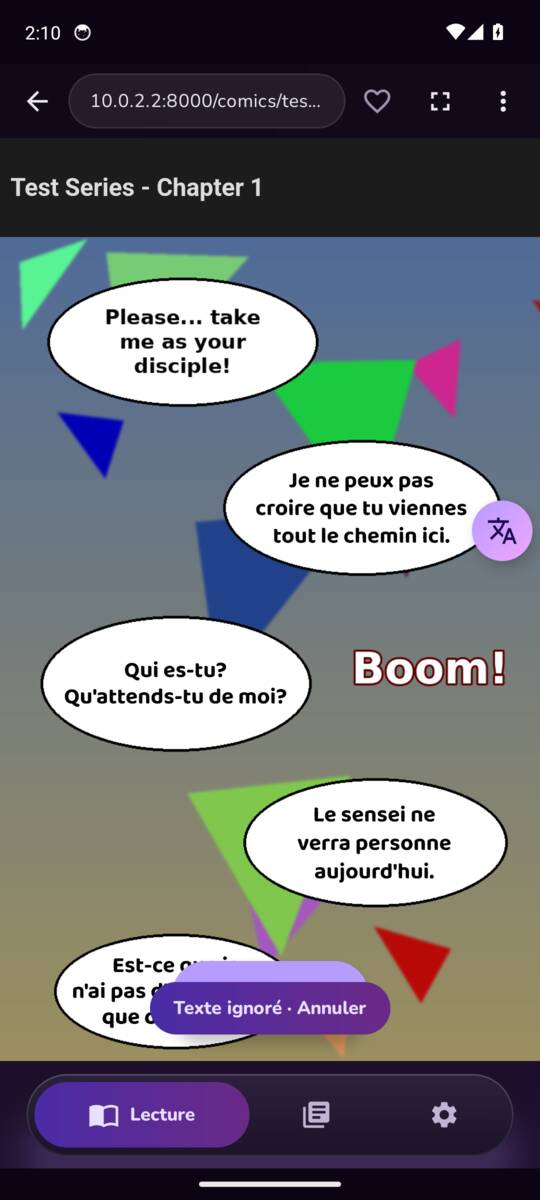 2:10
10.0.2.2:8000/comics/tes...
Test Series - Chapter 1
Please... take
me as your
disciple!
Je ne peux pas
croire que tu viennes
tout le chemin ici.
Qui es-tu?
Qu'attends-tu de moi?
Boom!
Le sensei ne
verra personne
aujourd'hui.
Est-ce
n'ai pas
que
Texte ignoré · Annuler
Lecture